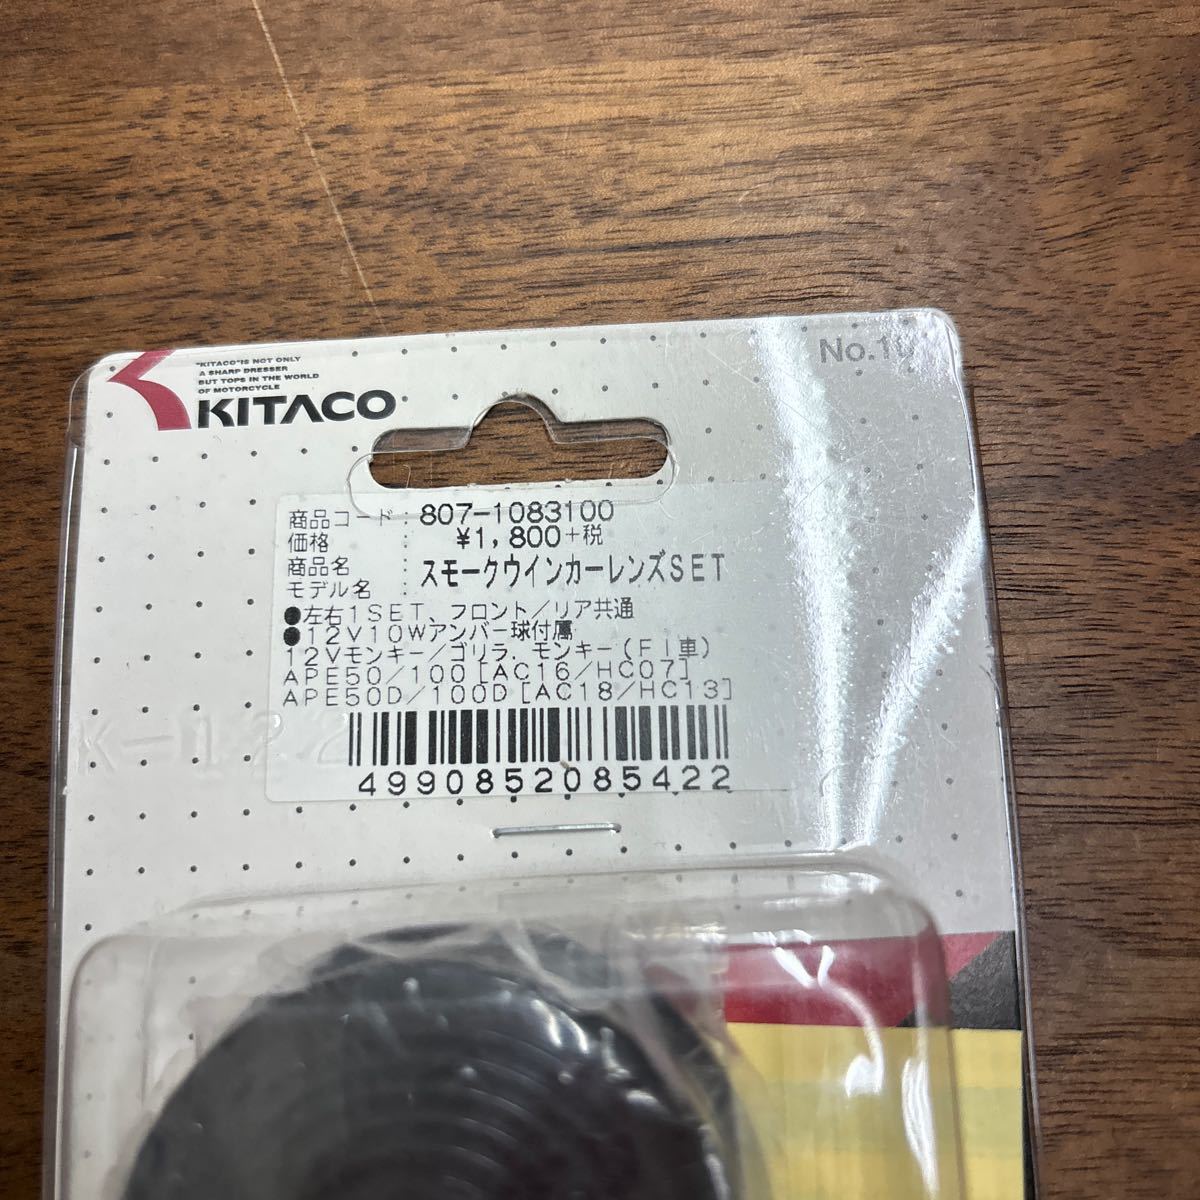 "KITACO"IS NOT ONLY
A SHARP DRESSER
BUT TOPS IN THE WORLD
OF MOTORCYCLE
KITACO
商品コード : 807-1083100
価格 : ¥1,800+税
商品名 : スモークウインカーレンズSET
モデル名 :
●左右1SET、フロント/リア共通
●12V10Wアンバー球付属
12Vモンキー/ゴリラ, モンキー(FI車)
APE50/100[AC16/HC07]
APE50D/100D[AC18/HC13]
K-122
4990852085422